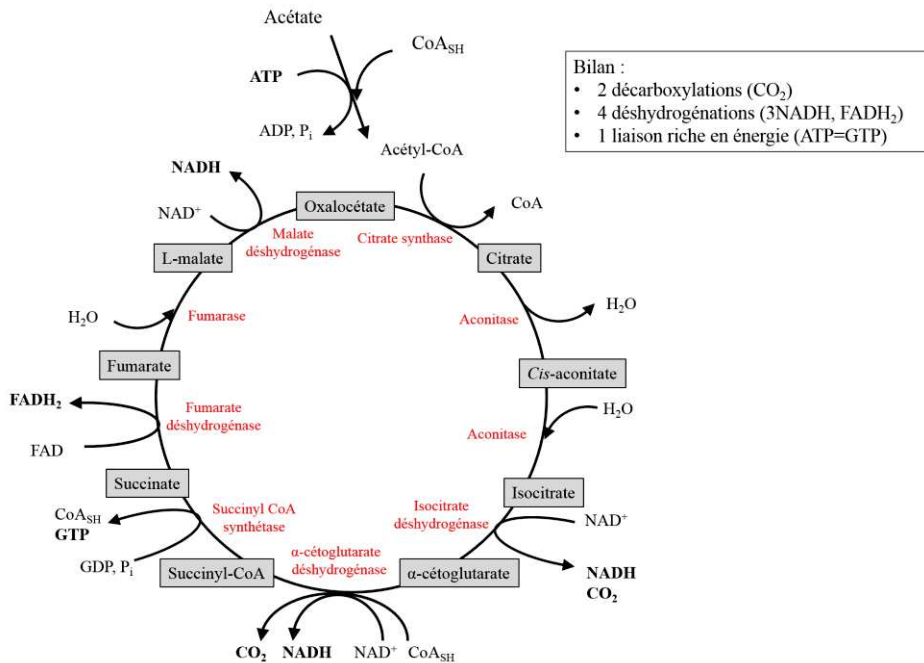 Acétate
CoA_SH
ATP
ADP, P_i
Acétyl-CoA
Bilan :
• 2 décarboxylations (CO₂)
• 4 déshydrogénations (3NADH, FADH₂)
• 1 liaison riche en énergie (ATP=GTP)
NADH
NAD⁺
Oxalocétate
CoA
Malate
déshydrogénase
Citrate synthase
L-malate
Citrate
H₂O
Fumarase
Aconitase
H₂O
Fumarate
Cis-aconitate
FADH₂
Fumarate
déshydrogénase
H₂O
Aconitase
FAD
Succinate
Isocitrate
CoA_SH
GTP
Succinyl CoA
synthétase
Isocitrate
déshydrogénase
NAD⁺
GDP, P_i
Succinyl-CoA
α-cétoglutarate
déshydrogénase
α-cétoglutarate
NADH
CO₂
CO₂
NADH
NAD⁺
CoA_SH